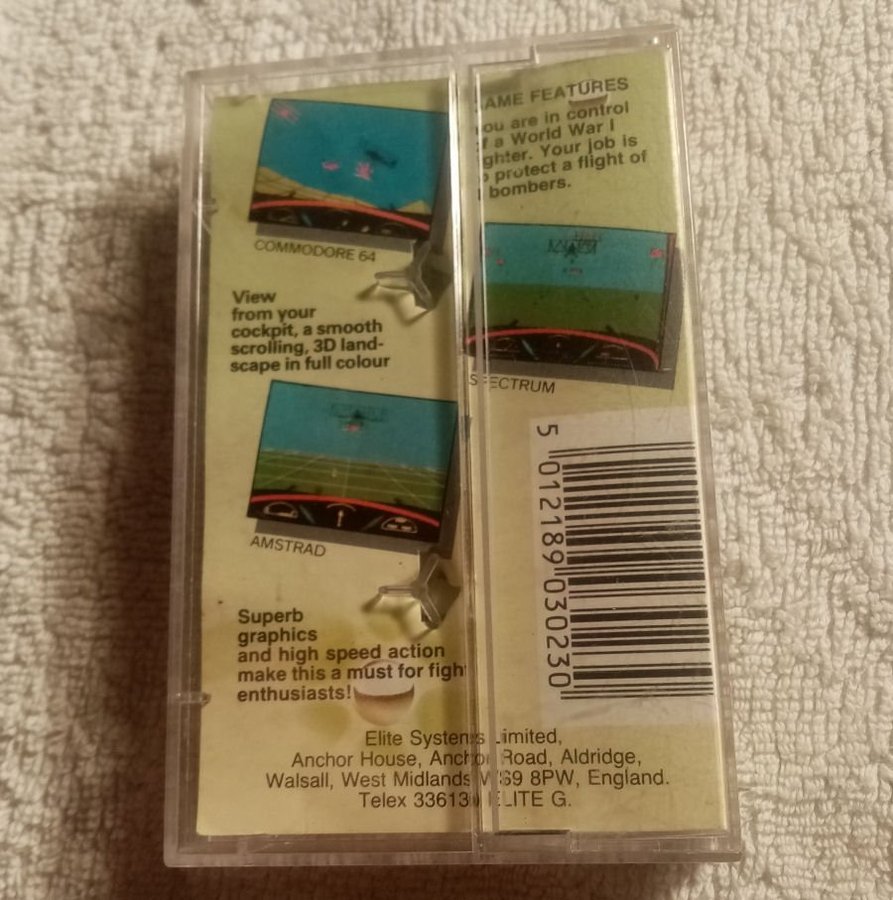 AME FEATURES
ou are in control
f a World War I
ghter. Your job is
o protect a flight of
bombers.
COMMODORE 64
View
from your
cockpit, a smooth
scrolling, 3D land-
scape in full colour
SPECTRUM
AMSTRAD
5 012189 030230
Superb
graphics
and high speed action
make this a must for fligh
enthusiasts!
Elite Systems Limited,
Anchor House, Anchor Road, Aldridge,
Walsall, West Midlands WS9 8PW, England.
Telex ELITE G.